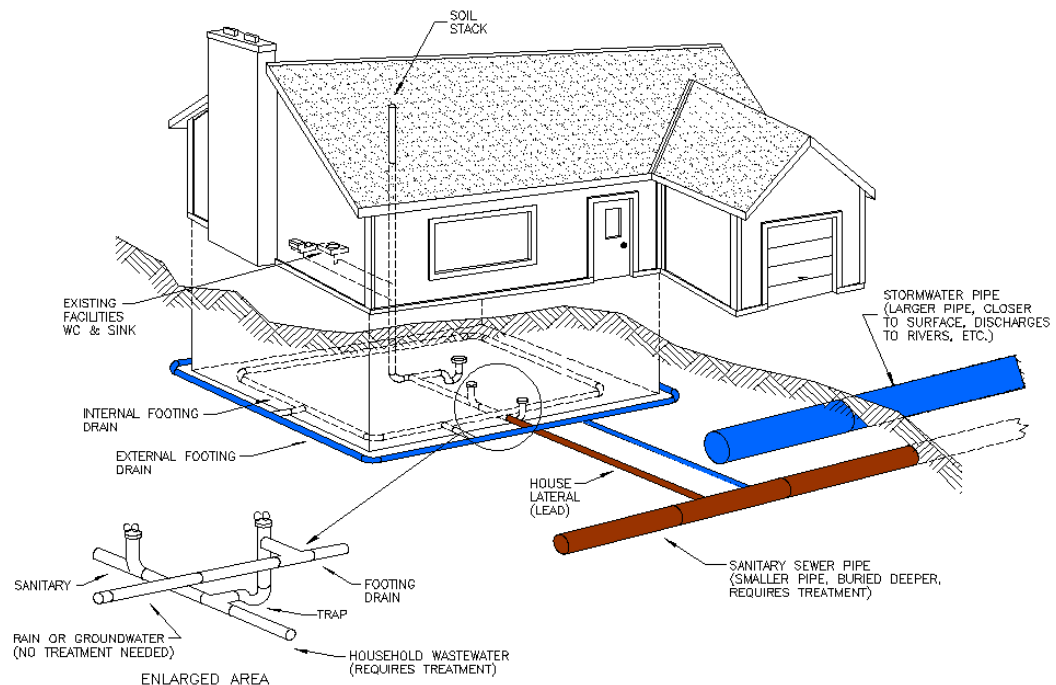 SOIL
STACK
EXISTING
FACILITIES
WC & SINK
STORMWATER PIPE
(LARGER PIPE, CLOSER
TO SURFACE, DISCHARGES
TO RIVERS, ETC.)
INTERNAL FOOTING
DRAIN
EXTERNAL FOOTING
DRAIN
HOUSE
LATERAL
(LEAD)
SANITARY SEWER PIPE
(SMALLER PIPE, BURIED DEEPER,
REQUIRES TREATMENT)
SANITARY
FOOTING
DRAIN
TRAP
RAIN OR GROUNDWATER
(NO TREATMENT NEEDED)
HOUSEHOLD WASTEWATER
(REQUIRES TREATMENT)
ENLARGED AREA